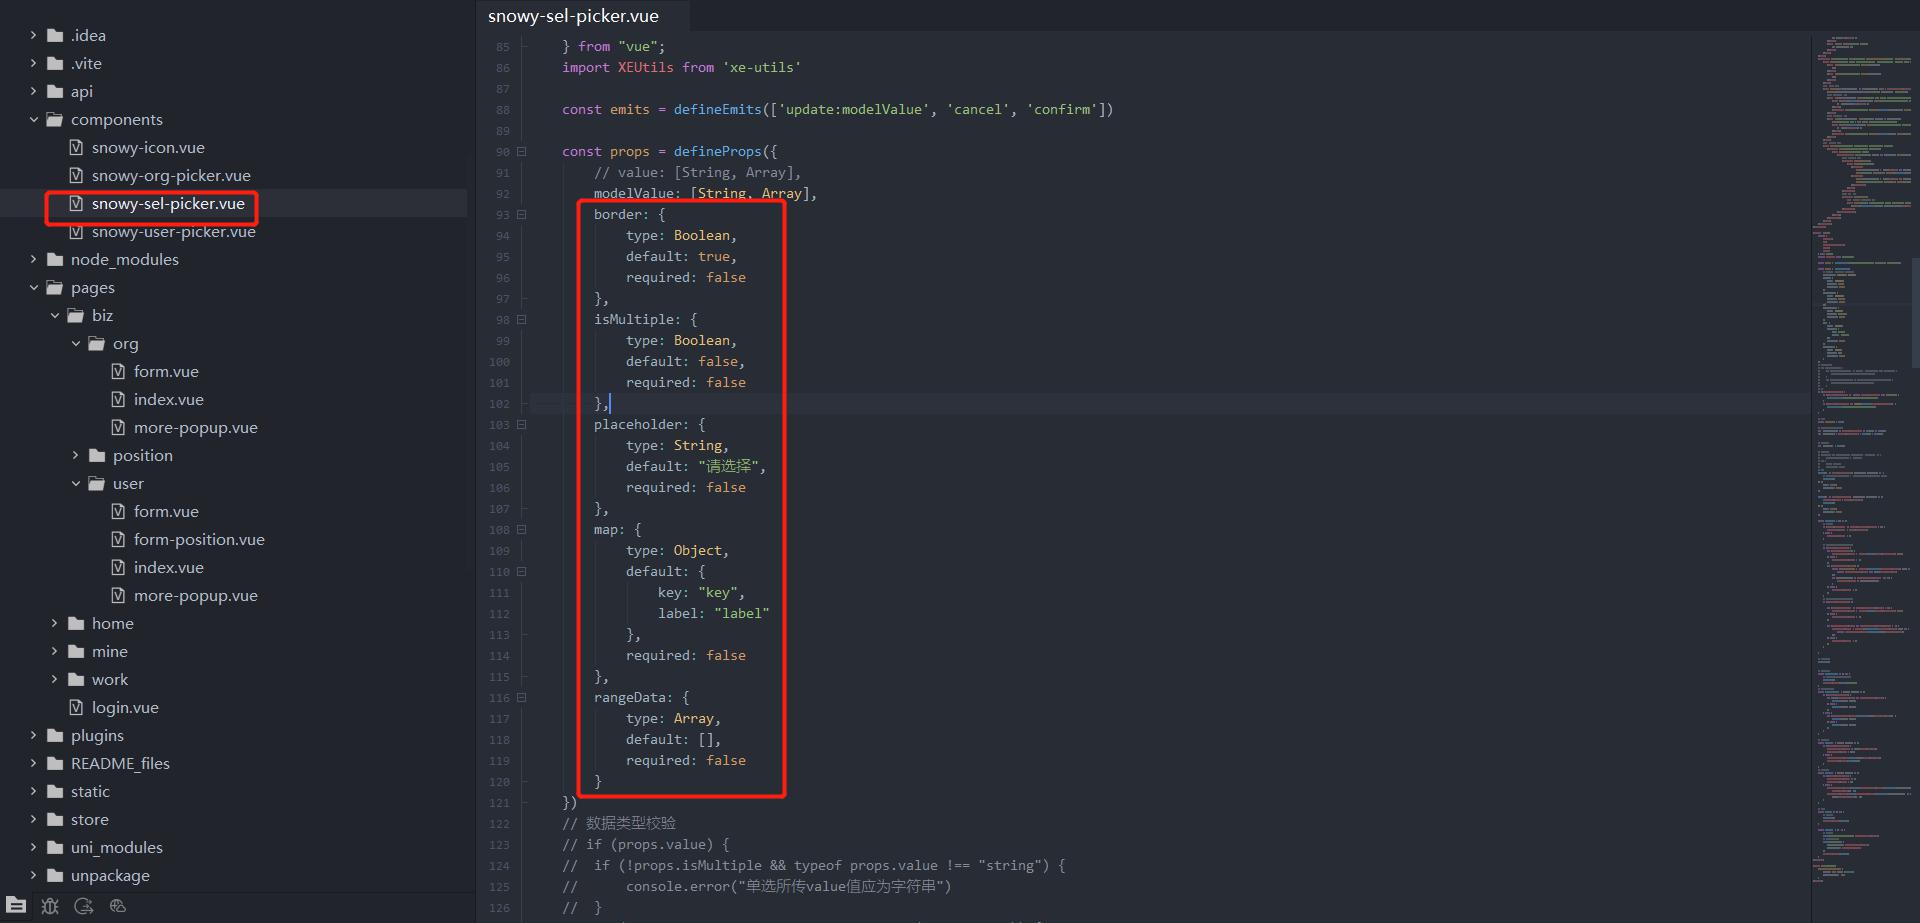 .idea
.vite
api
components
snowy-icon.vue
snowy-org-picker.vue
snowy-sel-picker.vue
snowy-user-picker.vue
node_modules
pages
biz
org
form.vue
index.vue
more-popup.vue
position
user
form.vue
form-position.vue
index.vue
more-popup.vue
home
mine
work
login.vue
plugins
README_files
static
store
uni_modules
unpackage
snowy-sel-picker.vue
85 } from "vue";
86 import XEUtils from 'xe-utils'
87
88 const emits = defineEmits(['update:modelValue', 'cancel', 'confirm'])
89
90 const props = defineProps({
91 // value: [String, Array],
92 modelValue: [String, Array],
93 border: {
94 type: Boolean,
95 default: true,
96 required: false
97 },
98 isMultiple: {
99 type: Boolean,
100 default: false,
101 required: false
102 },
103 placeholder: {
104 type: String,
105 default: "请选择",
106 required: false
107 },
108 map: {
109 type: Object,
110 default: {
111 key: "key",
112 label: "label"
113 },
114 required: false
115 },
116 rangeData: {
117 type: Array,
118 default: [],
119 required: false
120 }
121 })
122 // 数据类型校验
123 // if (props.value) {
124 // if (!props.isMultiple && typeof props.value !== "string") {
125 // console.error("单选所传value值应为字符串")
126 // }